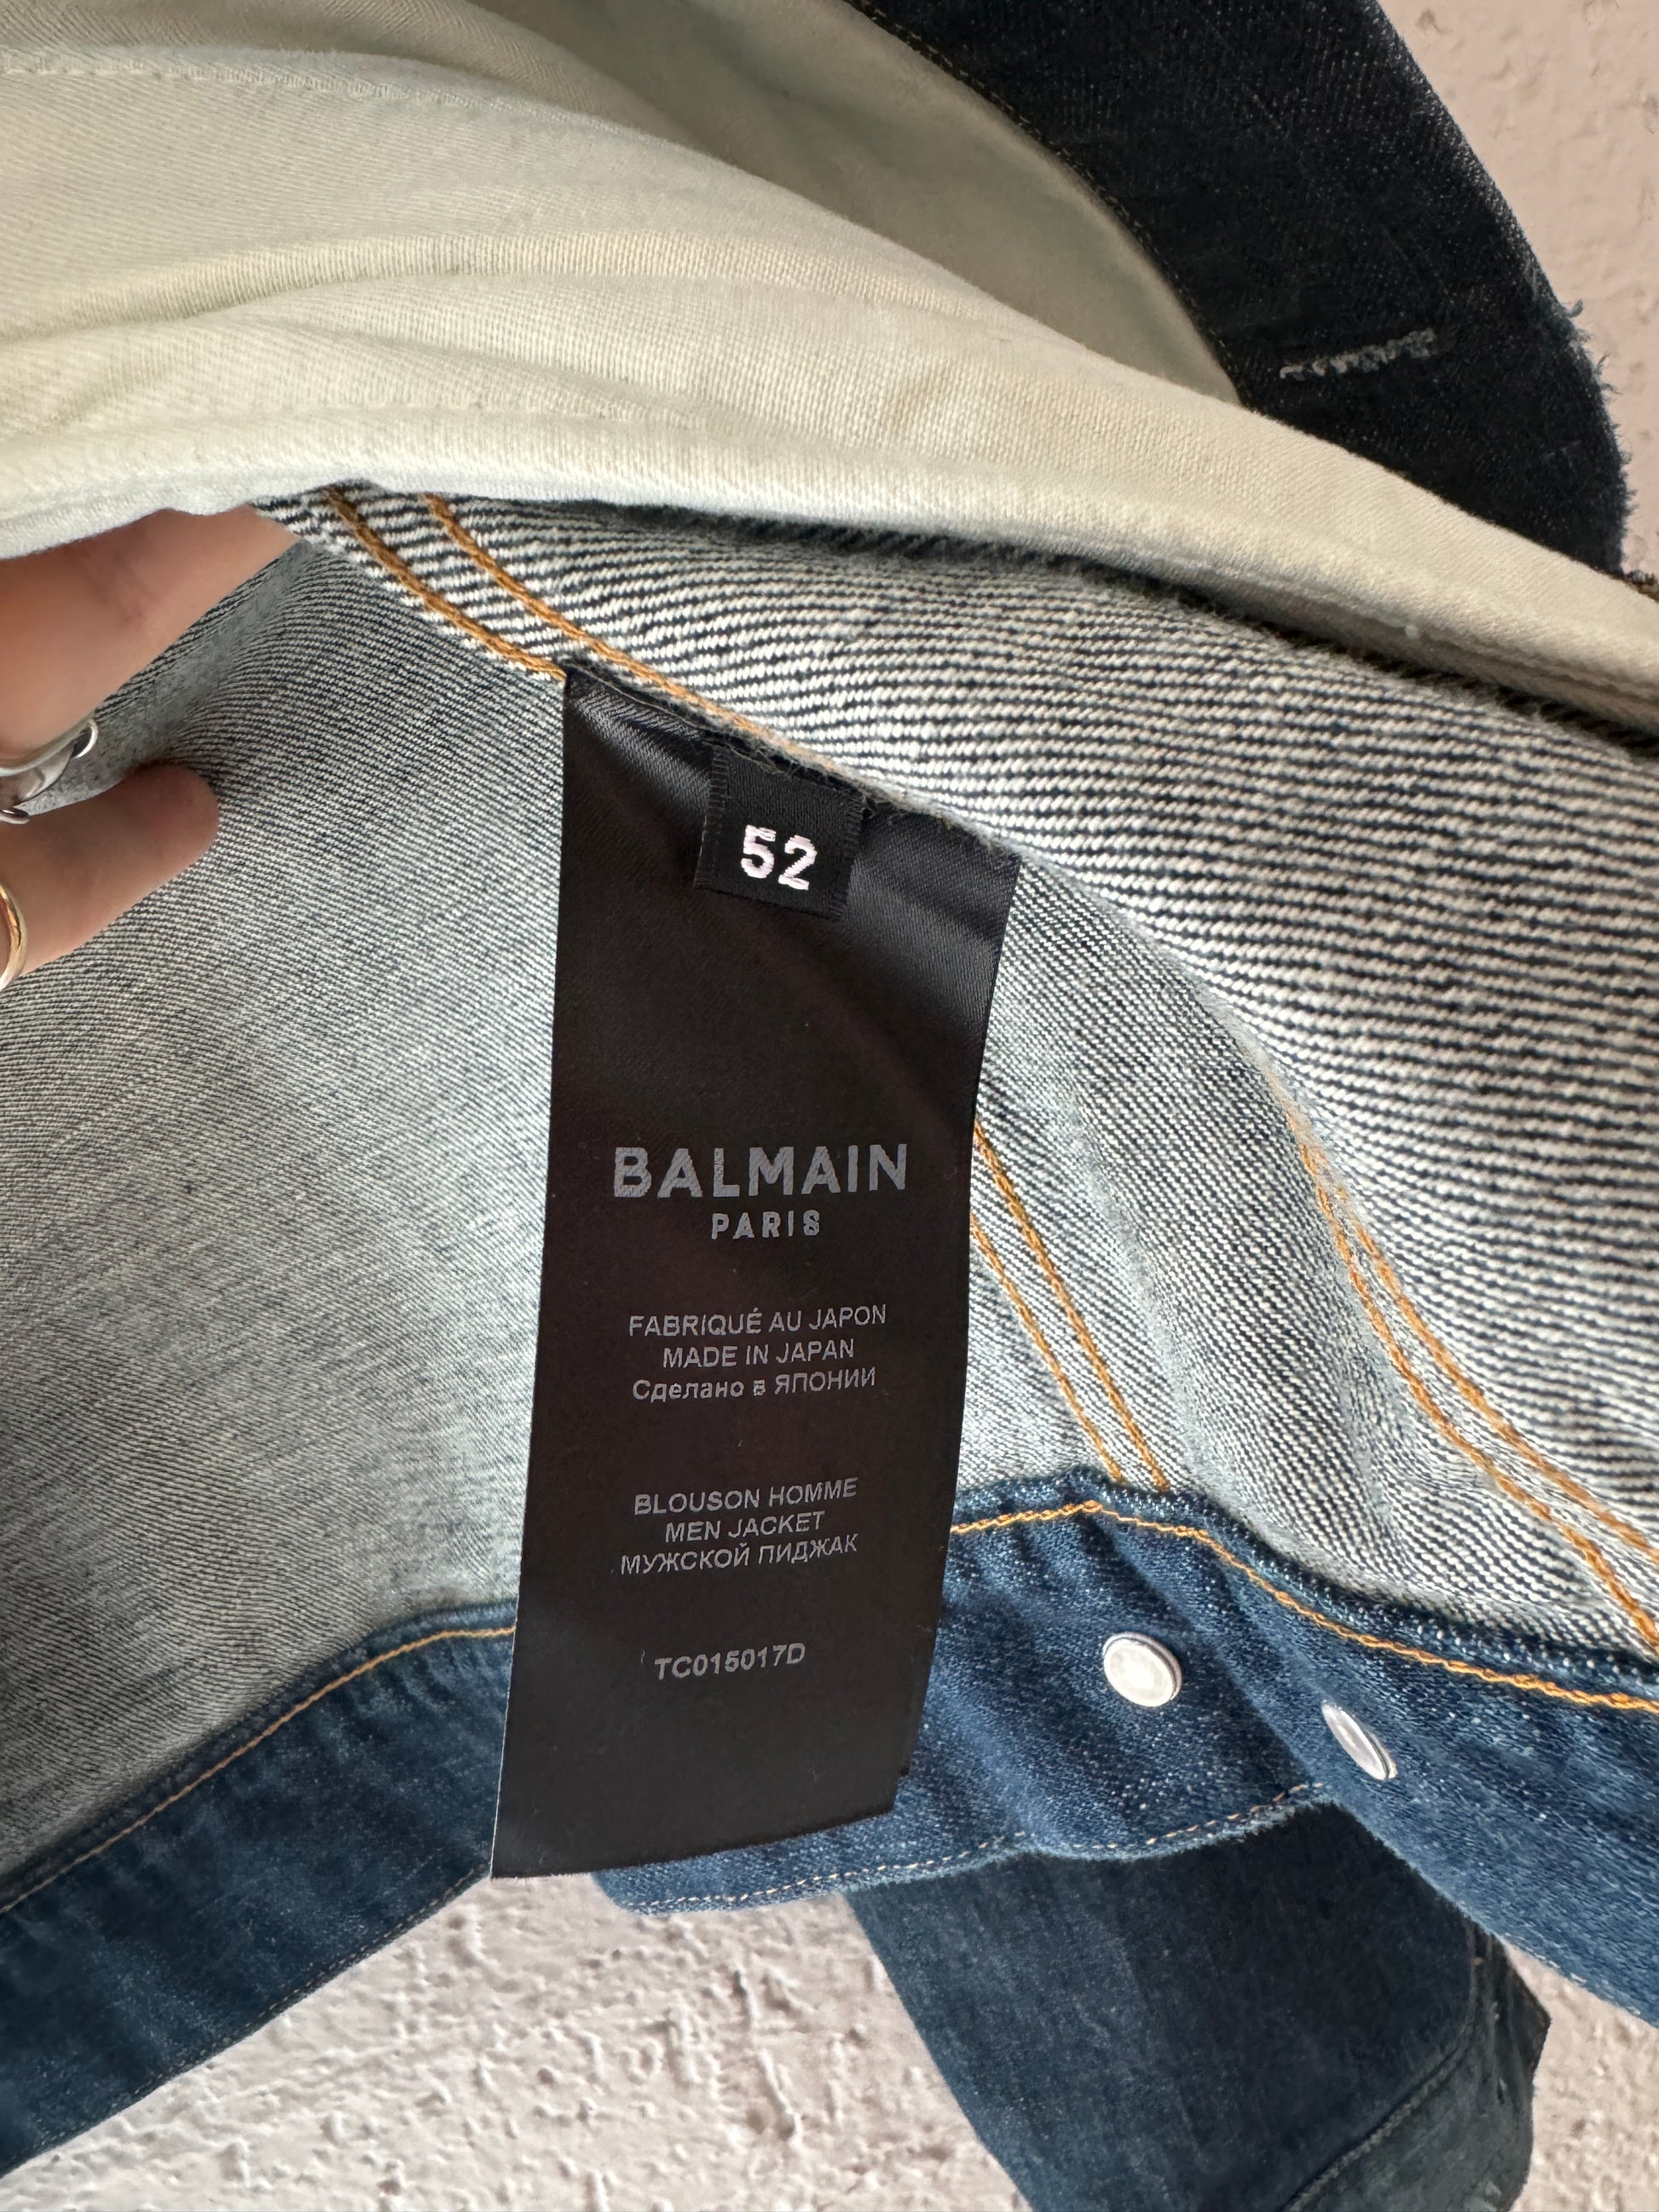 52
BALMAIN
PARIS
FABRIQUÉ AU JAPON
MADE IN JAPAN
Сделано в ЯПОНИИ
BLOUSON HOMME
MEN JACKET
МУЖСКОЙ ПИДЖАК
TC015017D